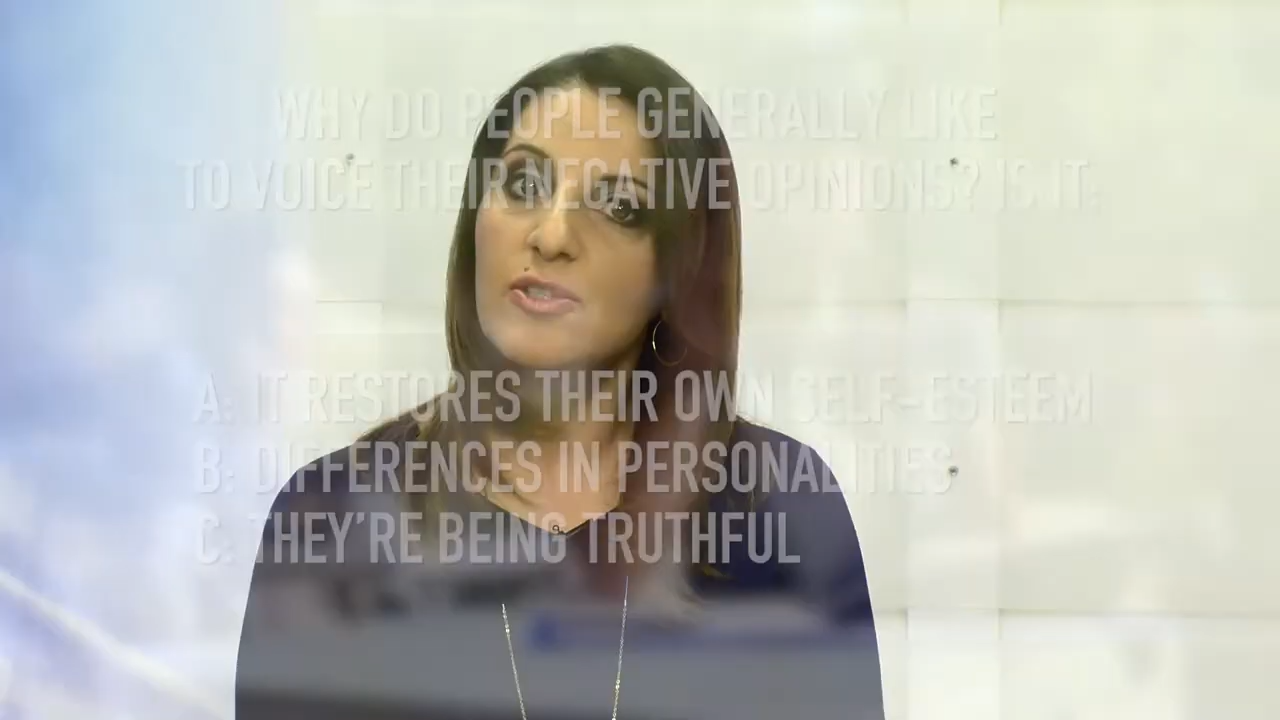 WHY DO PEOPLE GENERALLY LIKE
TO VOICE THEIR NEGATIVE OPINIONS? IS IT:
A: IT RESTORES THEIR OWN SELF-ESTEEM
B: DIFFERENCES IN PERSONALITIES
C: THEY'RE BEING TRUTHFUL